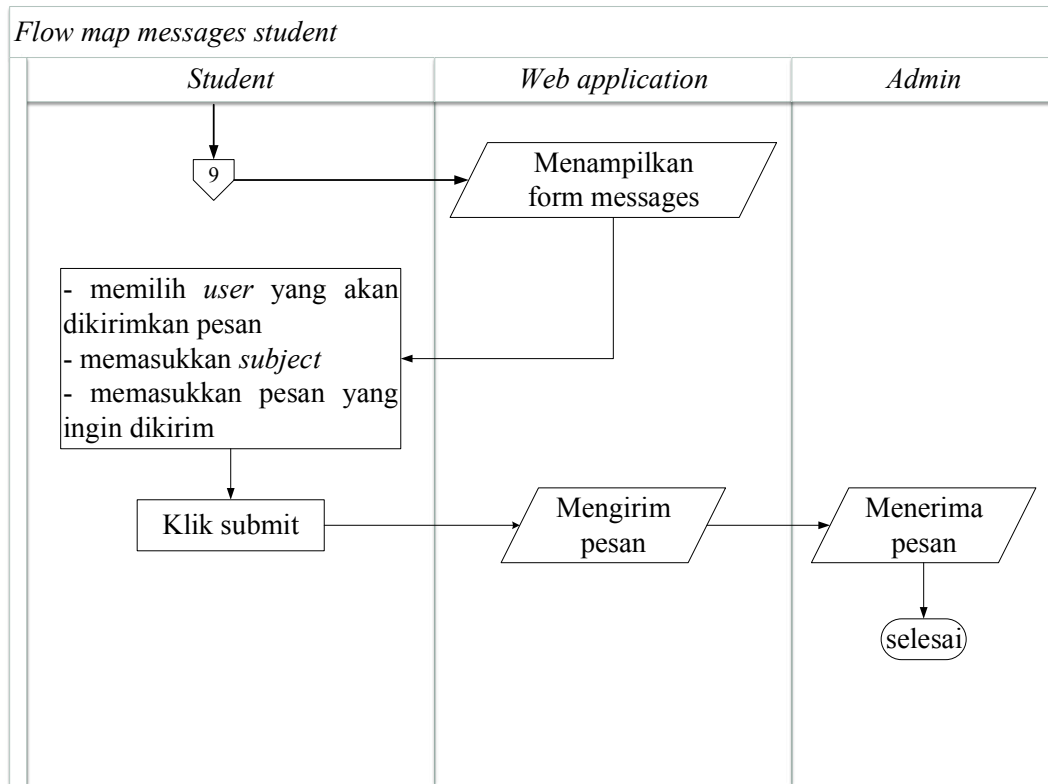 Flow map messages student
Student
Web application
Admin
9
Menampilkan
form messages
- memilih user yang akan
dikirimkan pesan
- memasukkan subject
- memasukkan pesan yang
ingin dikirim
Klik submit
Mengirim
pesan
Menerima
pesan
selesai